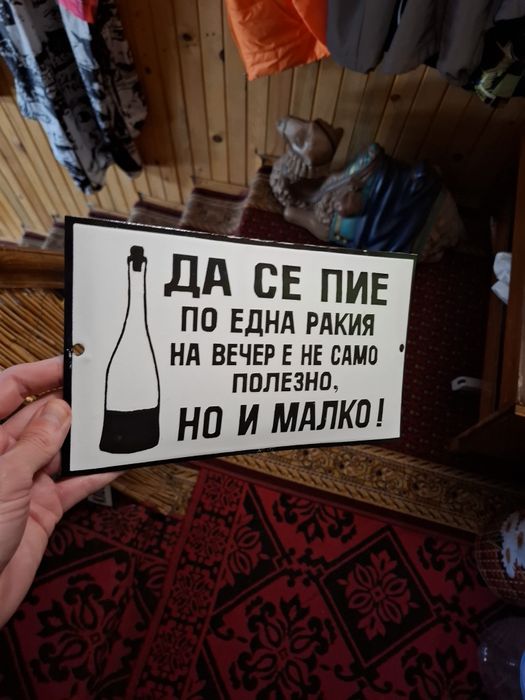 ДА СЕ ПИЕ
ПО ЕДНА РАКИЯ
НА ВЕЧЕР Е НЕ САМО
ПОЛЕЗНО,
НО И МАЛКО!